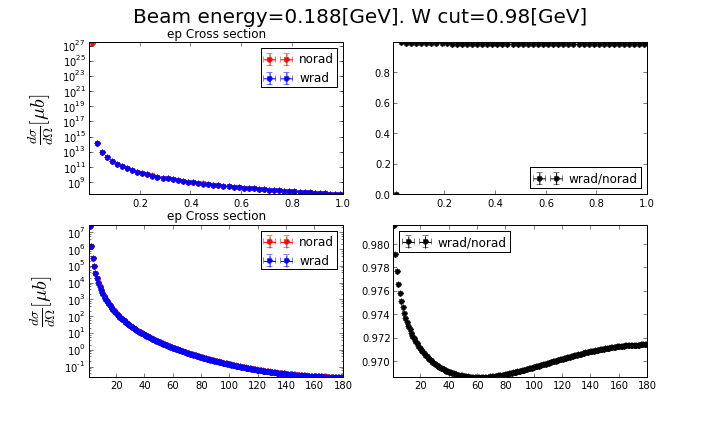 Beam energy=0.188[GeV]. W cut=0.98[GeV]
ep Cross section
10^27
10^25
10^23
10^21
10^19
10^17
10^15
10^13
10^11
10^9
dσ/dΩ [μb]
norad
wrad
0.2 0.4 0.6 0.8 1.0
0.8
0.6
0.4
0.2
0.0
wrad/norad
0.2 0.4 0.6 0.8 1.0
ep Cross section
10^7
10^6
10^5
10^4
10^3
10^2
10^1
10^0
10^-1
dσ/dΩ [μb]
norad
wrad
20 40 60 80 100 120 140 160 180
0.980
0.978
0.976
0.974
0.972
0.970
wrad/norad
20 40 60 80 100 120 140 160 180